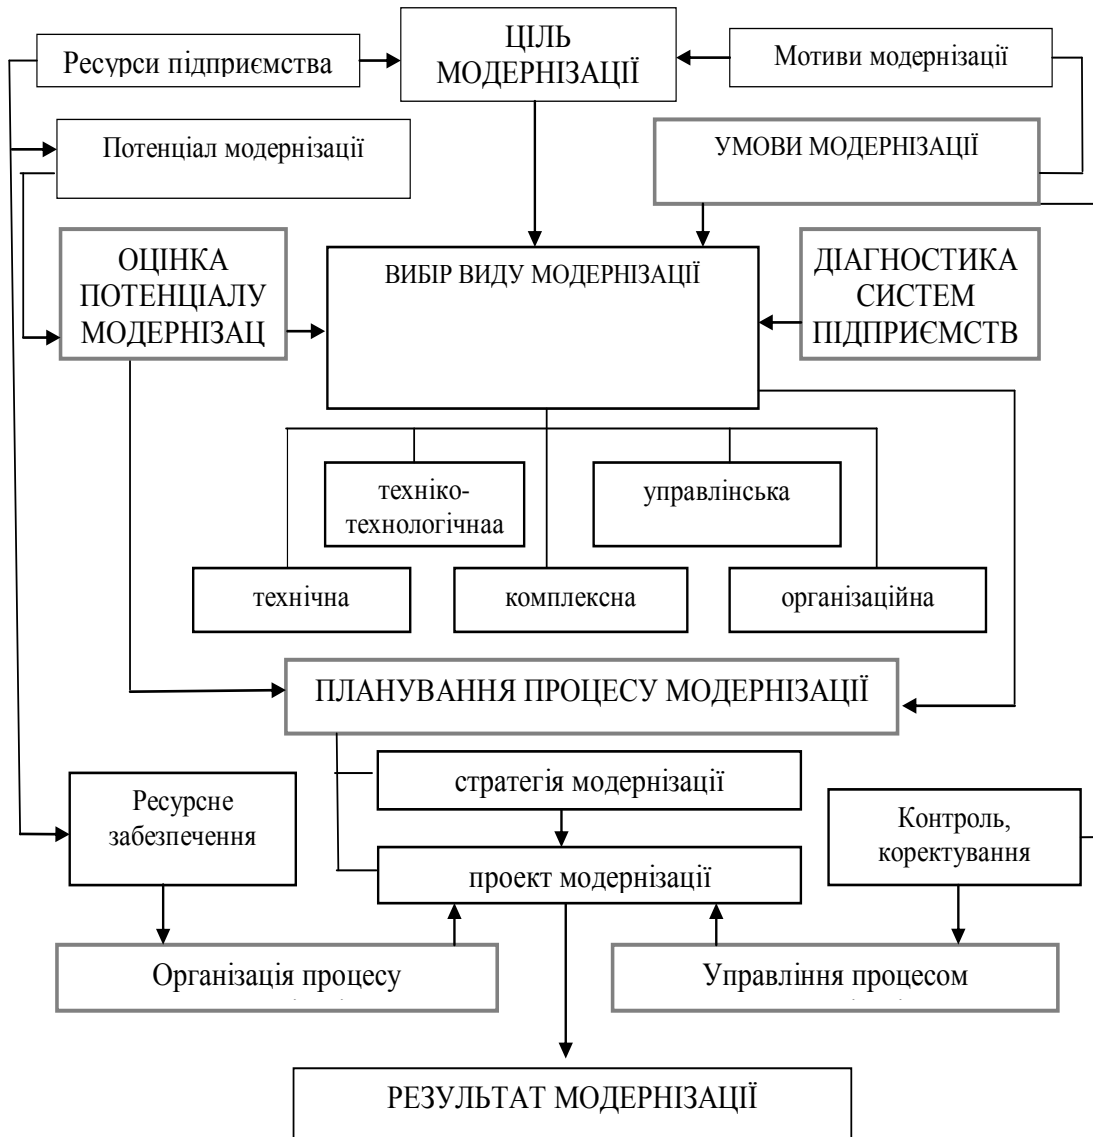 ЦІЛЬ
МОДЕРНІЗАЦІЇ
Ресурси підприємства
Мотиви модернізації
Потенціал модернізації
УМОВИ МОДЕРНІЗАЦІЇ
ОЦІНКА
ПОТЕНЦІАЛУ
МОДЕРНІЗАЦ
ВИБІР ВИДУ МОДЕРНІЗАЦІЇ
ДІАГНОСТИКА
СИСТЕМ
ПІДПРИЄМСТВ
техніко-
технологічнаа
управлінська
технічна
комплексна
організаційна
ПЛАНУВАННЯ ПРОЦЕСУ МОДЕРНІЗАЦІЇ
стратегія модернізації
Ресурсне
забезпечення
Контроль,
коректування
проект модернізації
Організація процесу
Управління процесом
РЕЗУЛЬТАТ МОДЕРНІЗАЦІЇ